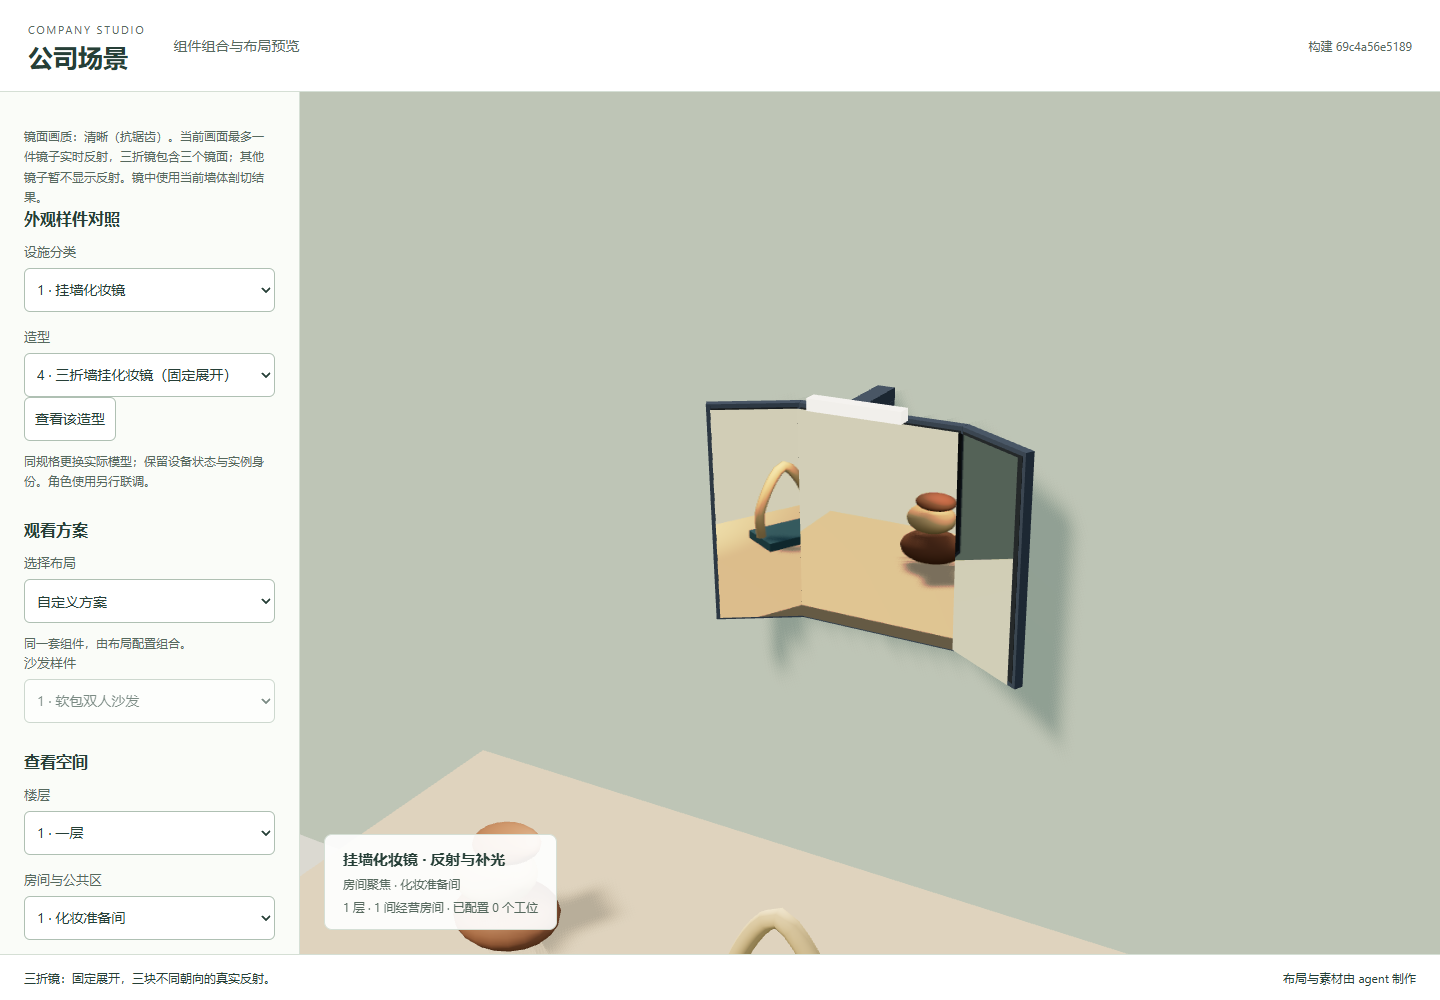 COMPANY STUDIO
公司场景
组件组合与布局预览
构建 69c4a56e5189
镜面画质：清晰（抗锯齿）。当前画面最多一
件镜子实时反射，三折镜包含三个镜面；其他
镜子暂不显示反射。镜中使用当前墙体剖切结
果。
外观样件对照
设施分类
1 · 挂墙化妆镜
造型
4 · 三折墙挂化妆镜（固定展开）
查看该造型
同规格更换实际模型；保留设备状态与实例身
份。角色使用另行联调。
观看方案
选择布局
自定义方案
同一套组件，由布局配置组合。
沙发样件
1 · 软包双人沙发
查看空间
楼层
1 · 一层
房间与公共区
1 · 化妆准备间
挂墙化妆镜 · 反射与补光
房间聚焦 · 化妆准备间
1 层 · 1 间经营房间 · 已配置 0 个工位
三折镜：固定展开，三块不同朝向的真实反射。
布局与素材由 agent 制作